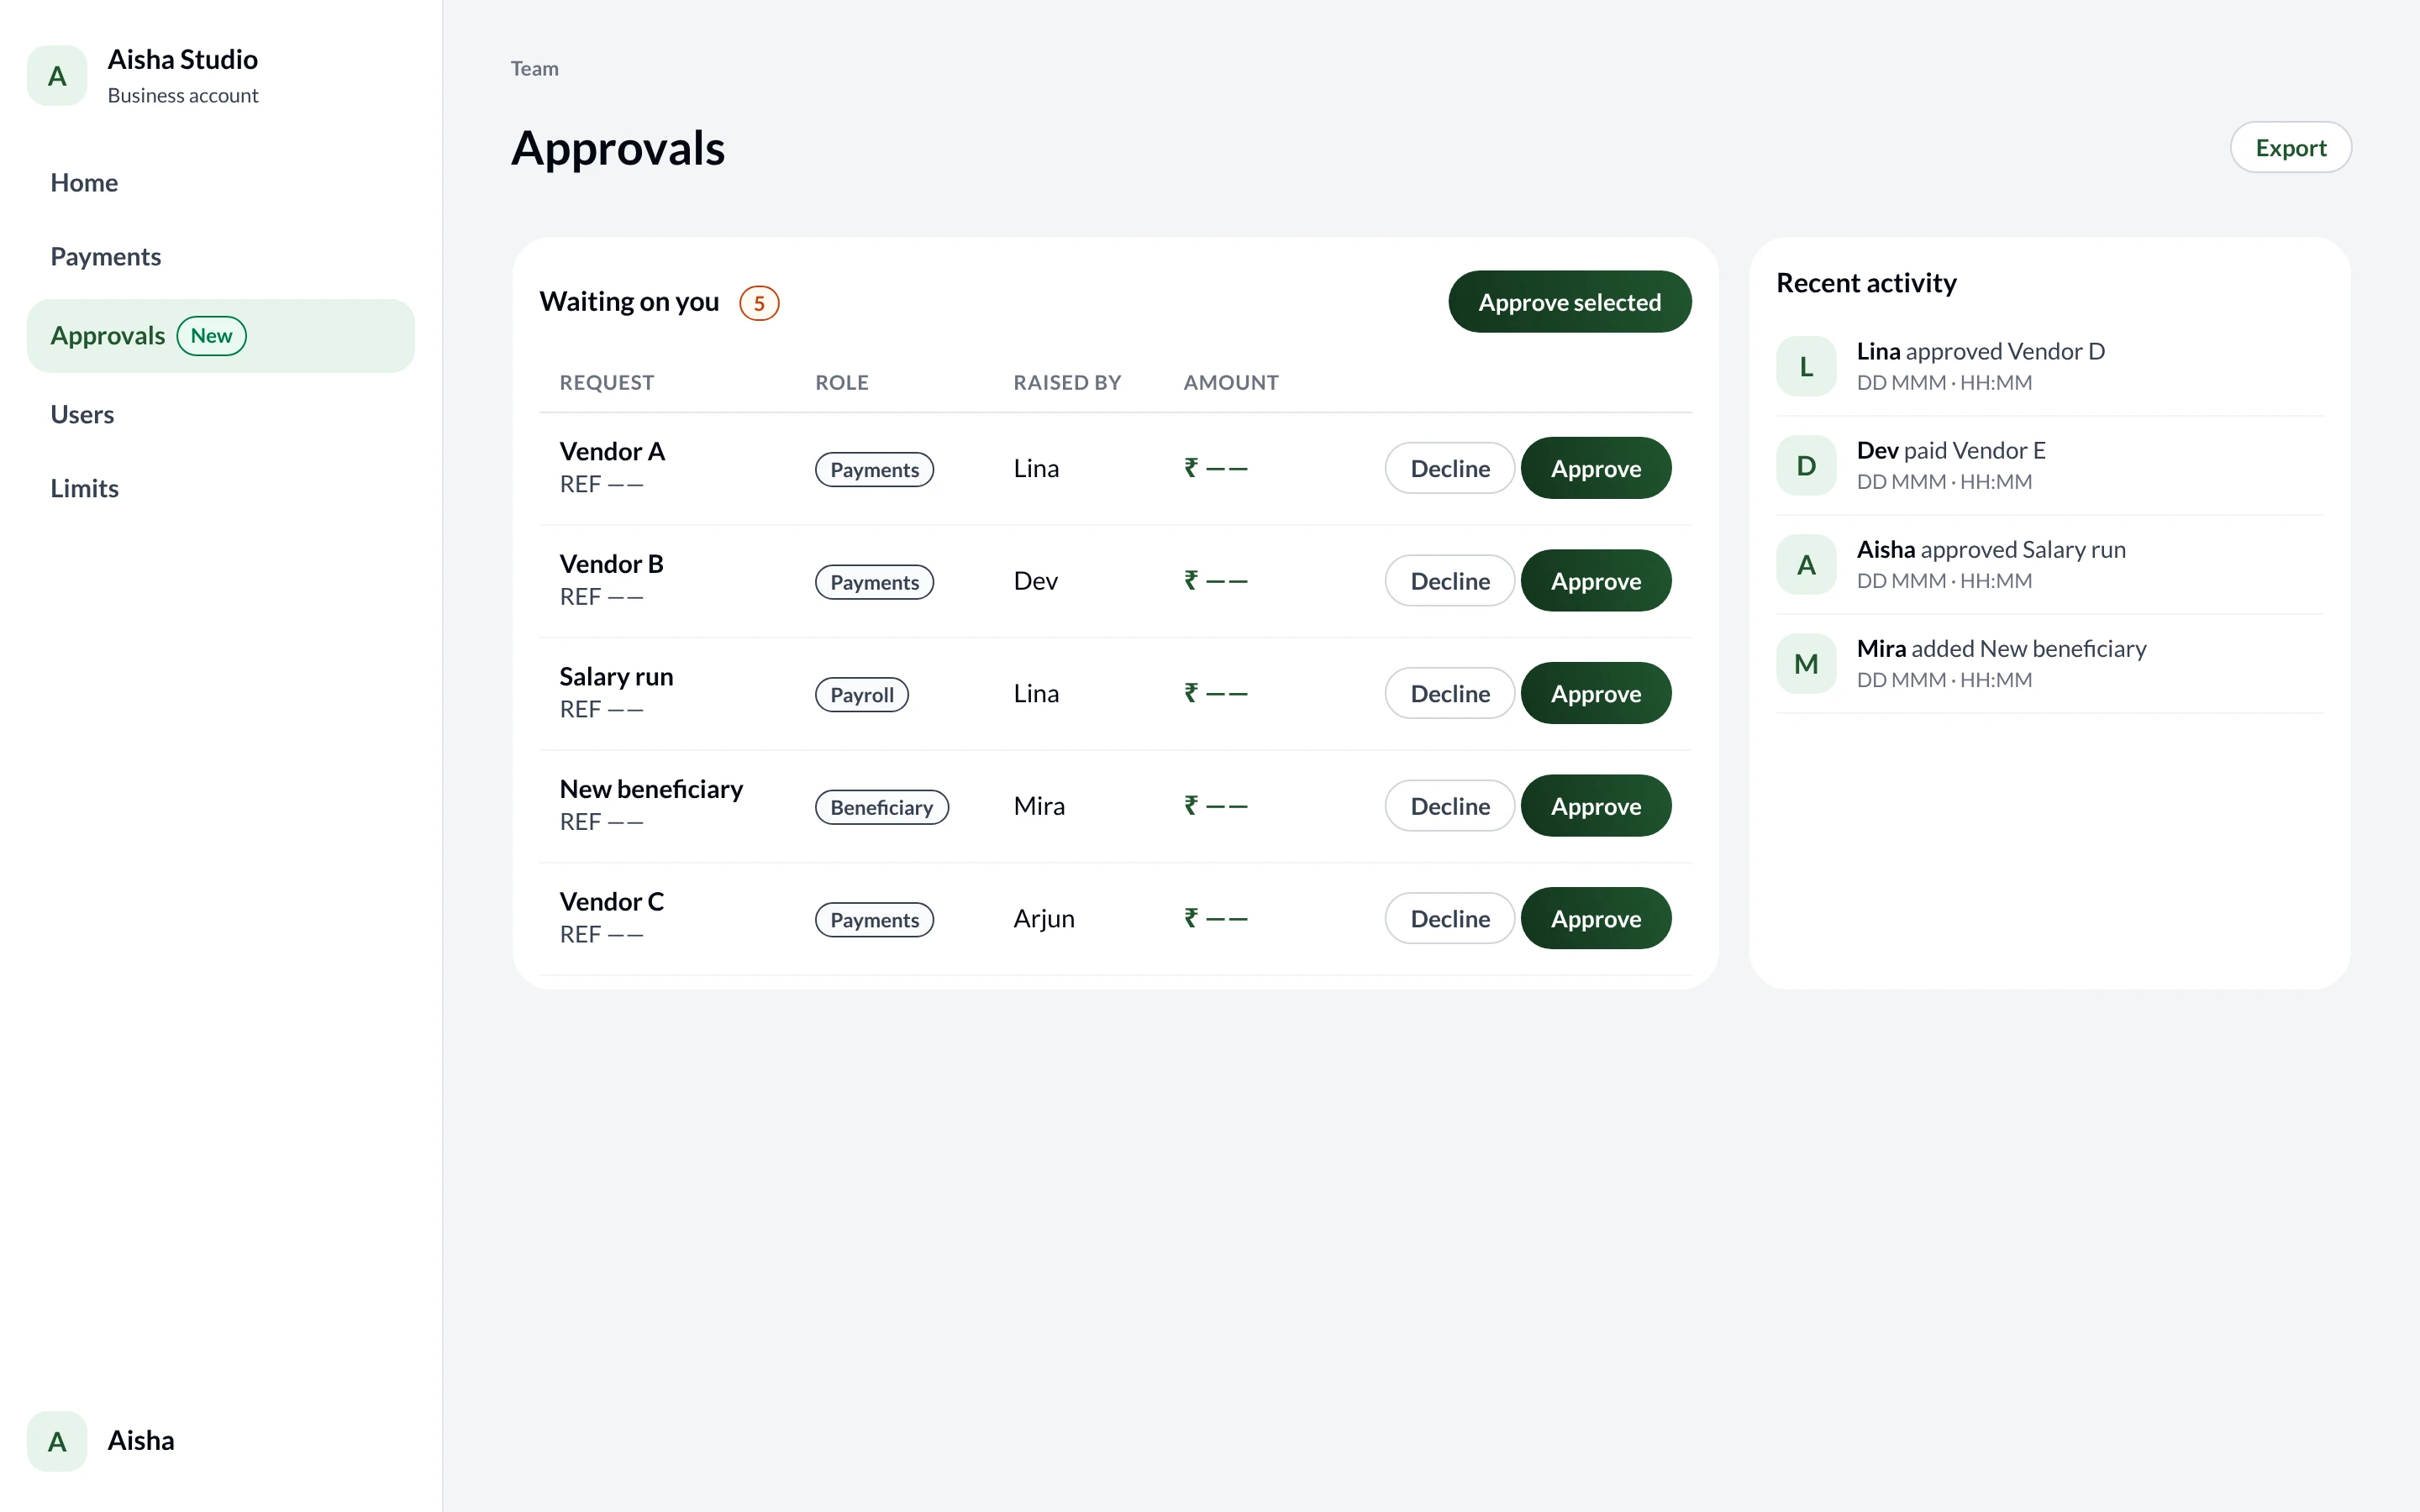 A
Aisha Studio
Business account
Home
Payments
Approvals New
Users
Limits
A Aisha
Team
Approvals
Export
Waiting on you 5
Approve selected
REQUEST ROLE RAISED BY AMOUNT
Vendor A
REF ——
Payments Lina ₹ —— Decline Approve
Vendor B
REF ——
Payments Dev ₹ —— Decline Approve
Salary run
REF ——
Payroll Lina ₹ —— Decline Approve
New beneficiary
REF ——
Beneficiary Mira ₹ —— Decline Approve
Vendor C
REF ——
Payments Arjun ₹ —— Decline Approve
Recent activity
L
Lina approved Vendor D
DD MMM · HH:MM
D
Dev paid Vendor E
DD MMM · HH:MM
A
Aisha approved Salary run
DD MMM · HH:MM
M
Mira added New beneficiary
DD MMM · HH:MM